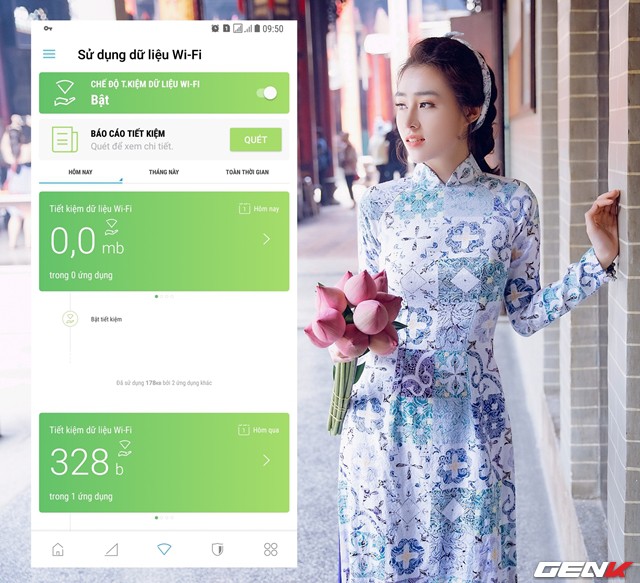 09:50
Sử dụng dữ liệu Wi-Fi
CHẾ ĐỘ T.KIỆM DỮ LIỆU WI-FI
Bật
BÁO CÁO TIẾT KIỆM
Quét để xem chi tiết.
QUÉT
HÔM NAY
THÁNG NÀY
TOÀN THỜI GIAN
Tiết kiệm dữ liệu Wi-Fi
1 Hôm nay
0,0 mb
trong 0 ứng dụng
Bật tiết kiệm
Đã sử dụng 178KB bởi 2 ứng dụng khác
Tiết kiệm dữ liệu Wi-Fi
1 Hôm qua
328 b
trong 1 ứng dụng
GENK